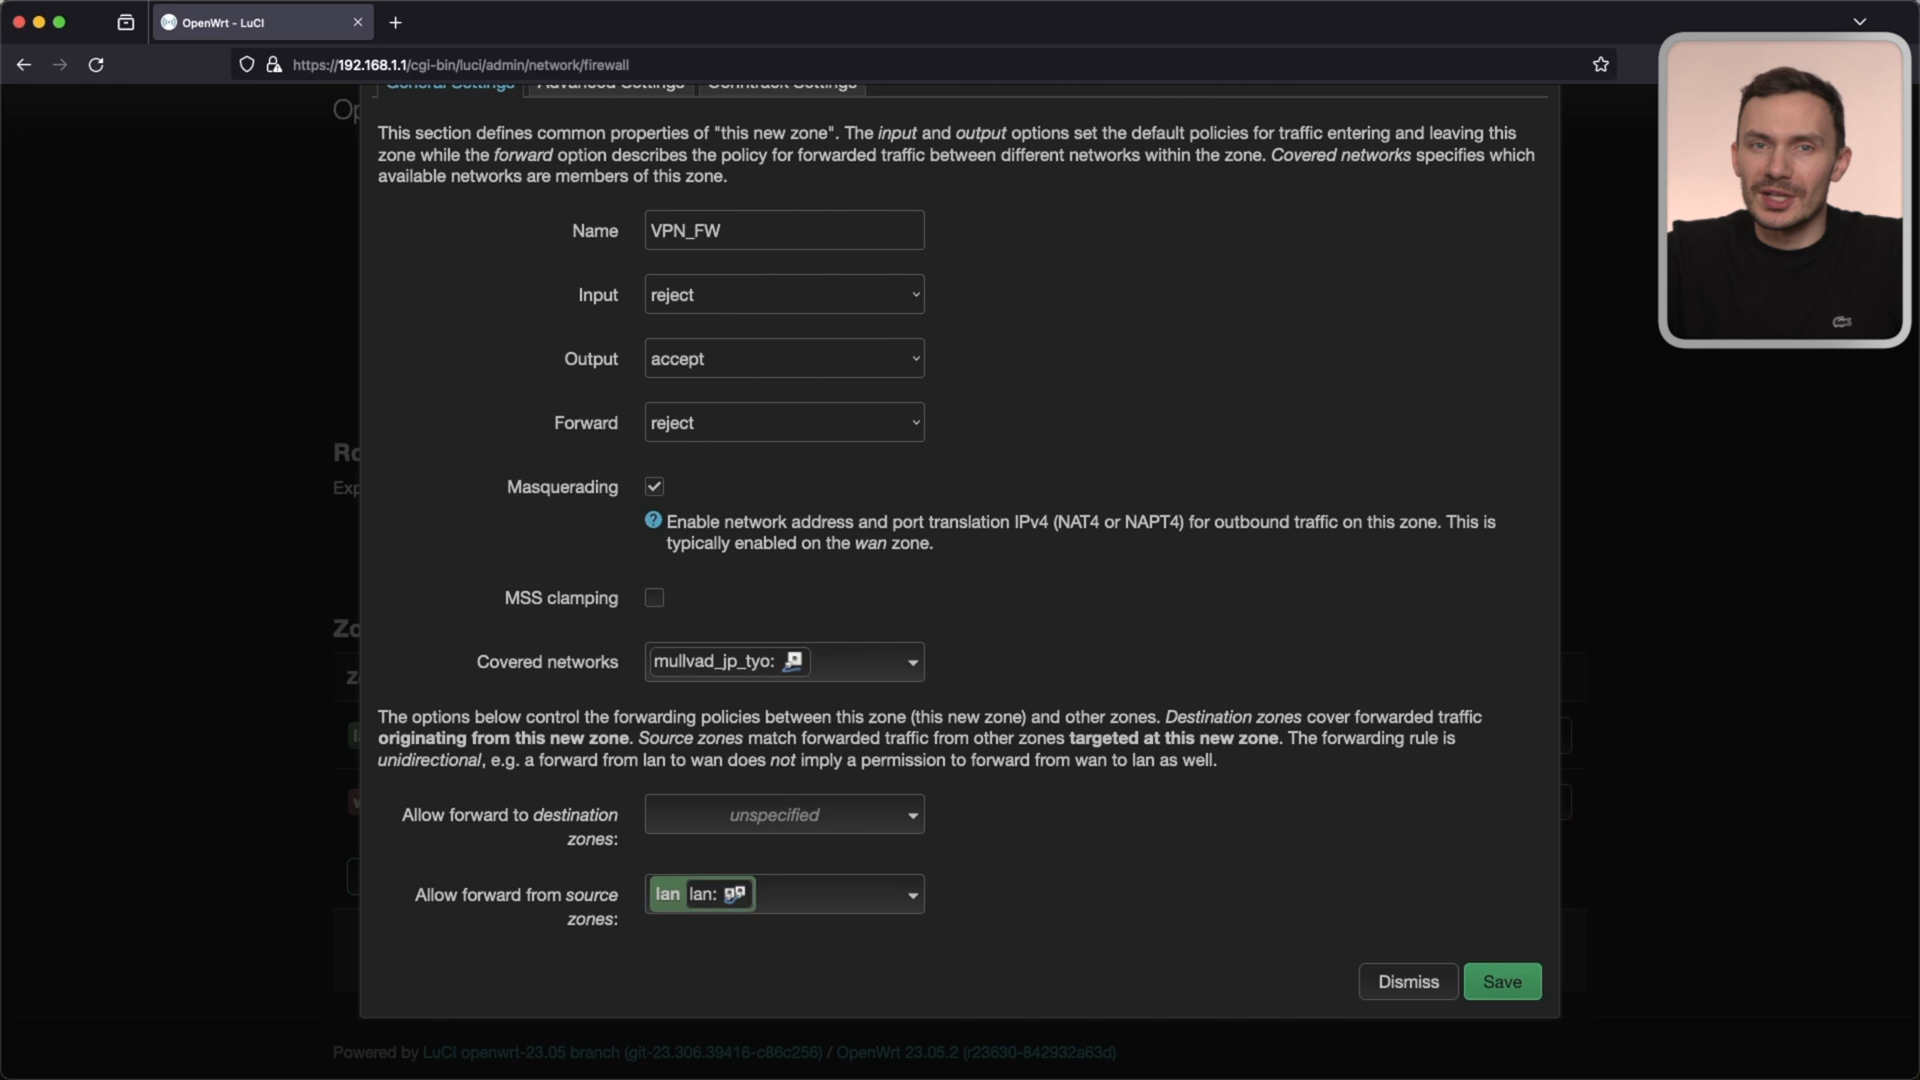 OpenWrt - LuCI
https://192.168.1.1/cgi-bin/luci/admin/network/firewall
General Settings
Advanced Settings
Conntrack Settings
This section defines common properties of "this new zone". The input and output options set the default policies for traffic entering and leaving this
zone while the forward option describes the policy for forwarded traffic between different networks within the zone. Covered networks specifies which
available networks are members of this zone.
Name
VPN_FW
Input
reject
Output
accept
Forward
reject
Masquerading
Enable network address and port translation IPv4 (NAT4 or NAPT4) for outbound traffic on this zone. This is
typically enabled on the wan zone.
MSS clamping
Covered networks
mullvad_jp_tyo:
The options below control the forwarding policies between this zone (this new zone) and other zones. Destination zones cover forwarded traffic
originating from this new zone. Source zones match forwarded traffic from other zones targeted at this new zone. The forwarding rule is
unidirectional, e.g. a forward from lan to wan does not imply a permission to forward from wan to lan as well.
Allow forward to destination
zones:
unspecified
Allow forward from source
zones:
lan lan:
Dismiss
Save
Powered by LuCI openwrt-23.05 branch (git-23.306.39416-c86c256) / OpenWrt 23.05.2 (r23630-842932a63d)